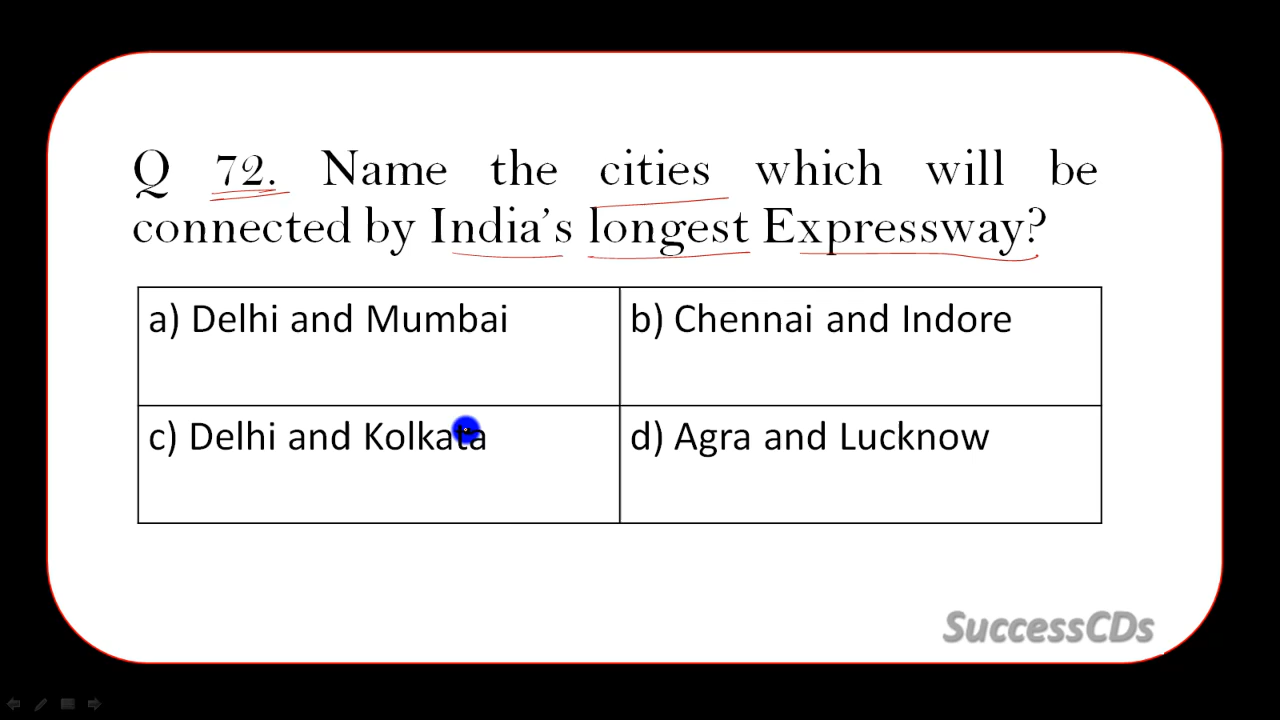 Q 72. Name the cities which will be
connected by India's longest Expressway?
a) Delhi and Mumbai
b) Chennai and Indore
c) Delhi and Kolkata
d) Agra and Lucknow
SuccessCDs